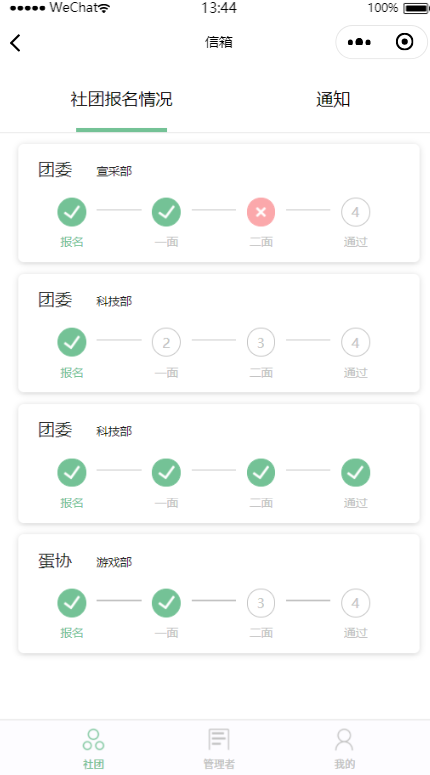 WeChat 13:44 100%
信箱
社团报名情况 通知
团委 宣采部
4
报名 一面 二面 通过
团委 科技部
2 3 4
报名 一面 二面 通过
团委 科技部
报名 一面 二面 通过
蛋协 游戏部
3 4
报名 一面 二面 通过
社团 管理者 我的